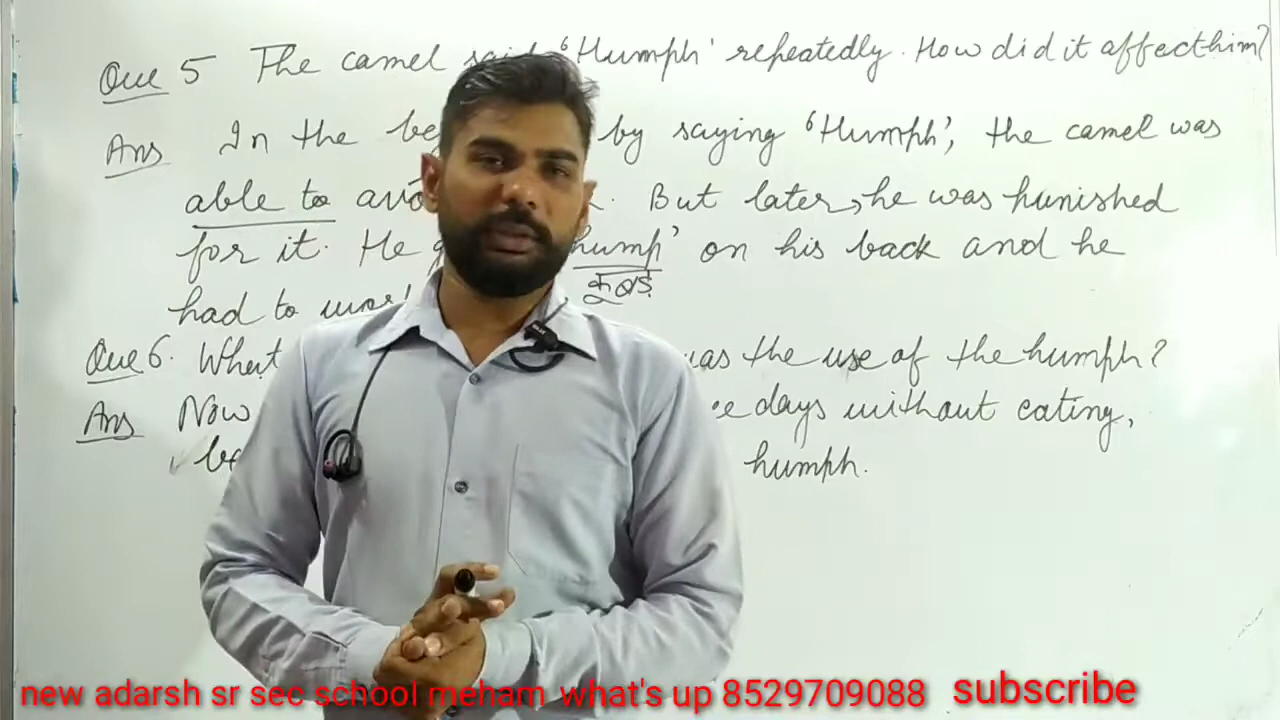 Que 5 The camel said 'Humph' repeatedly. How did it affect him?
Ans In the by saying 'Humph', the camel was
able to But later, he was punished
for it. He hump' on his back and he
कूबड़
had to
Que 6. What was the use of the humph?
Ans Now days without eating,
humph.
new adarsh sr sec school meham what's up 8529709088 subscribe